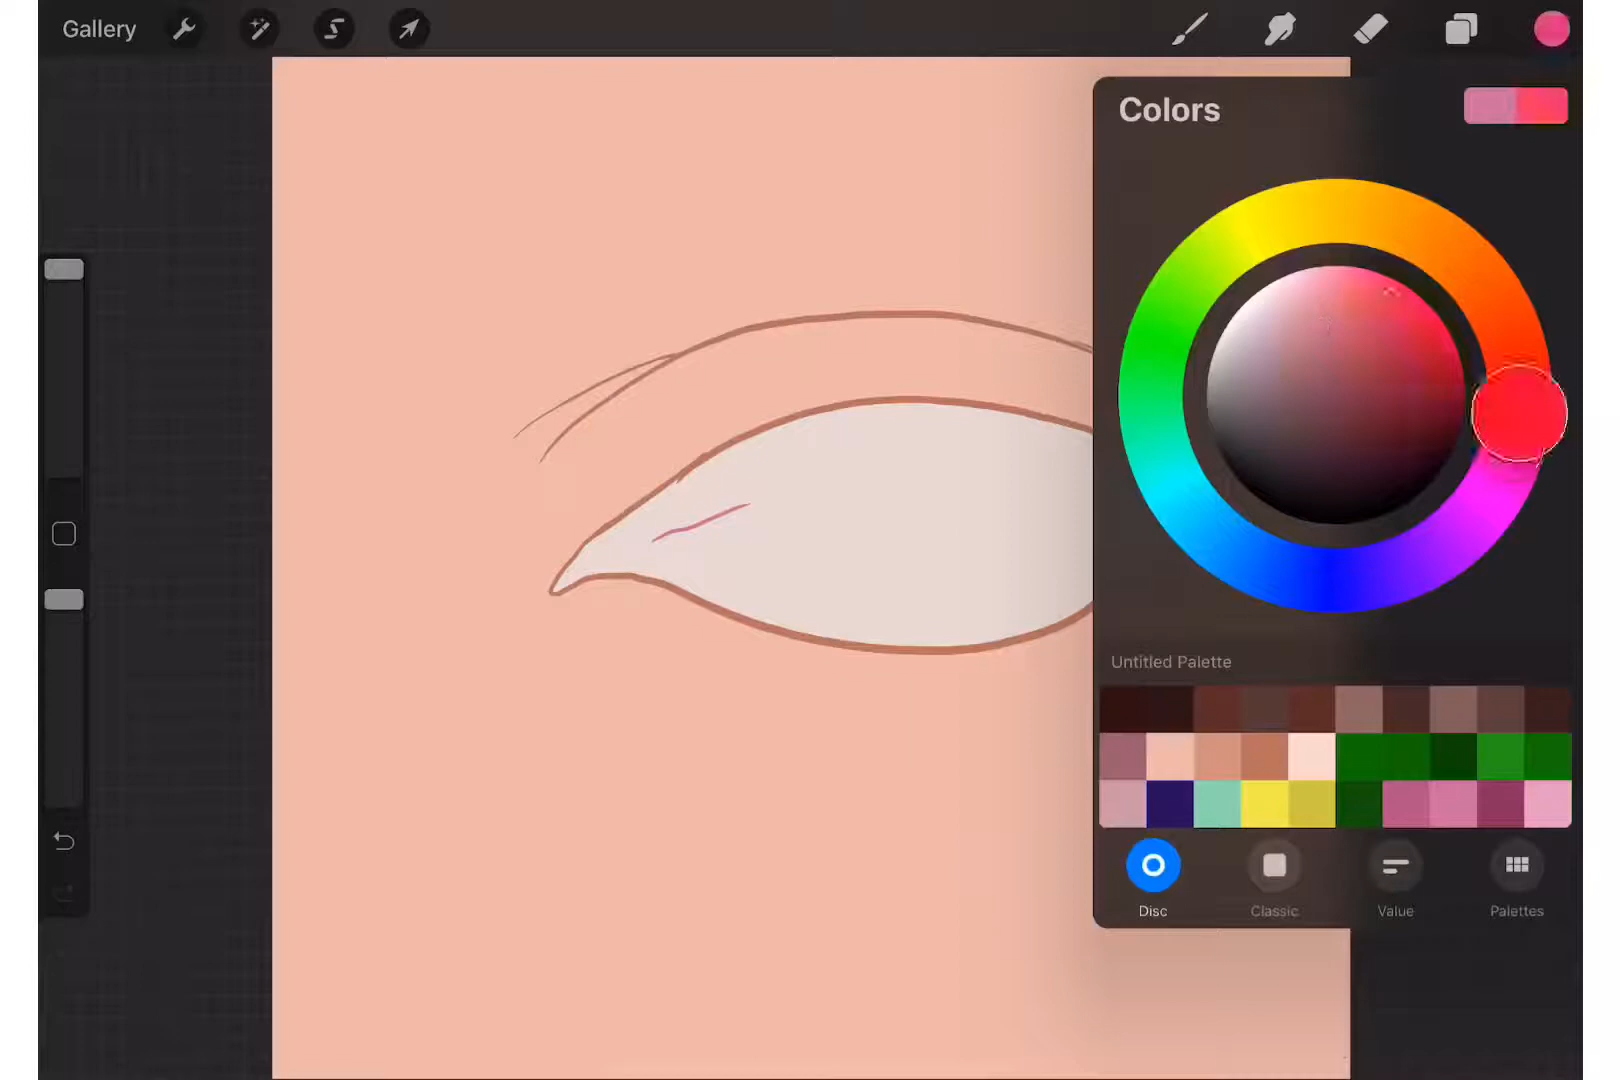 Gallery
Colors
Untitled Palette
Disc
Classic
Value
Palettes